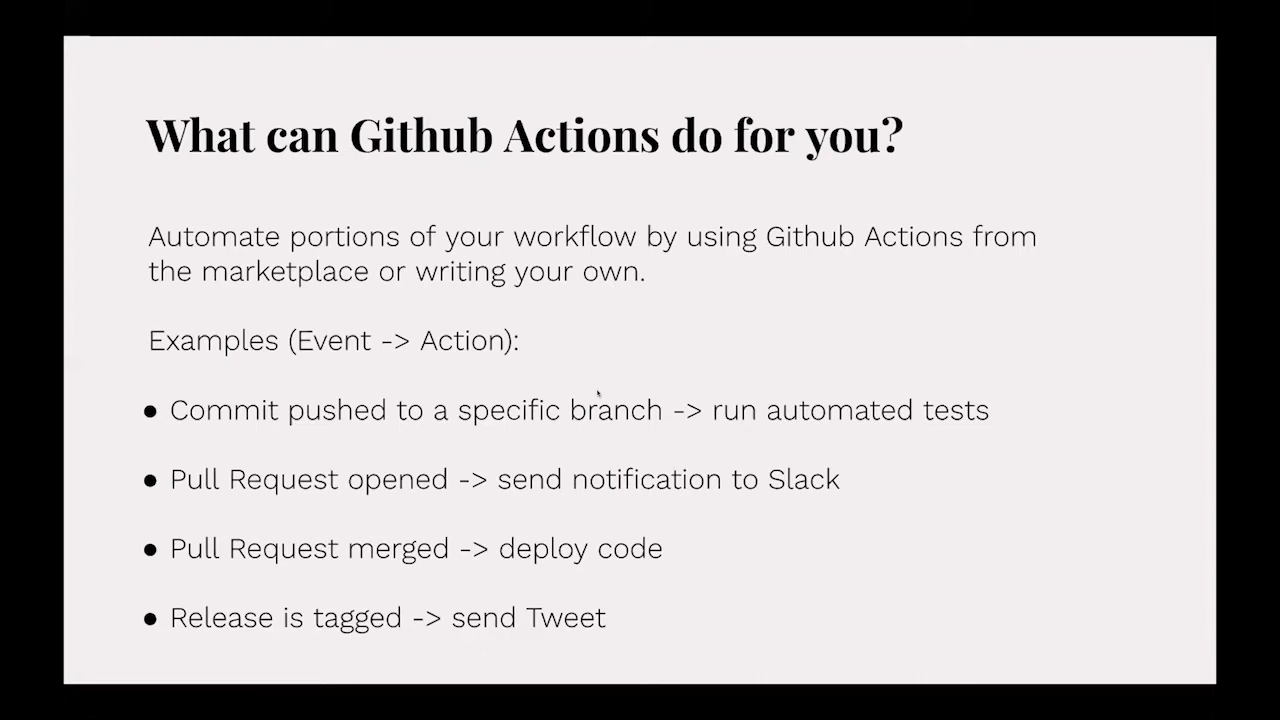 What can Github Actions do for you?
Automate portions of your workflow by using Github Actions from
the marketplace or writing your own.
Examples (Event -> Action):
● Commit pushed to a specific branch -> run automated tests
● Pull Request opened -> send notification to Slack
● Pull Request merged -> deploy code
● Release is tagged -> send Tweet